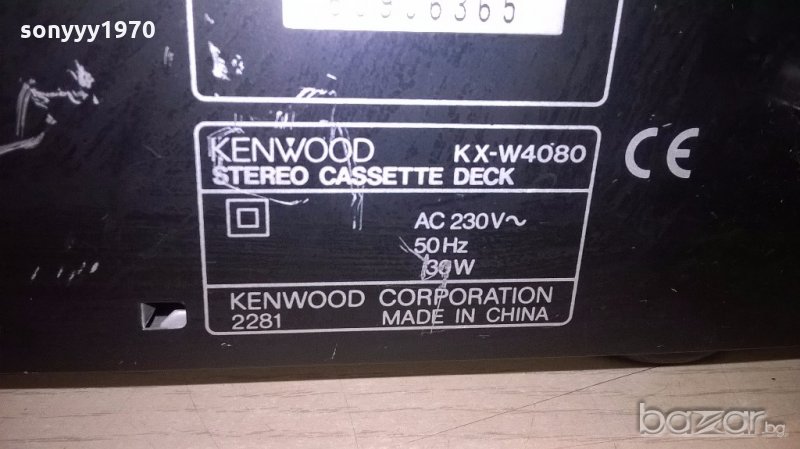 sonyyy1970
KENWOOD KX-W4080
STEREO CASSETTE DECK
AC 230V~
50Hz
30W
KENWOOD CORPORATION
2281 MADE IN CHINA
CE
bazar.bg